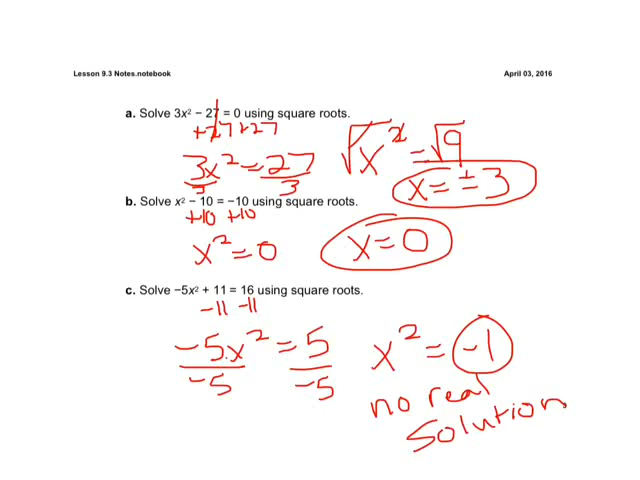 Lesson 9.3 Notes.notebook
April 03, 2016
a. Solve 3x² − 27 = 0 using square roots.
+27 +27
3x² = 27
3 3
√x² = √9
x = ±3
b. Solve x² − 10 = −10 using square roots.
+10 +10
x² = 0
x = 0
c. Solve −5x² + 11 = 16 using square roots.
−11 −11
−5x² = 5
−5 −5
x² = −1
no real
solution